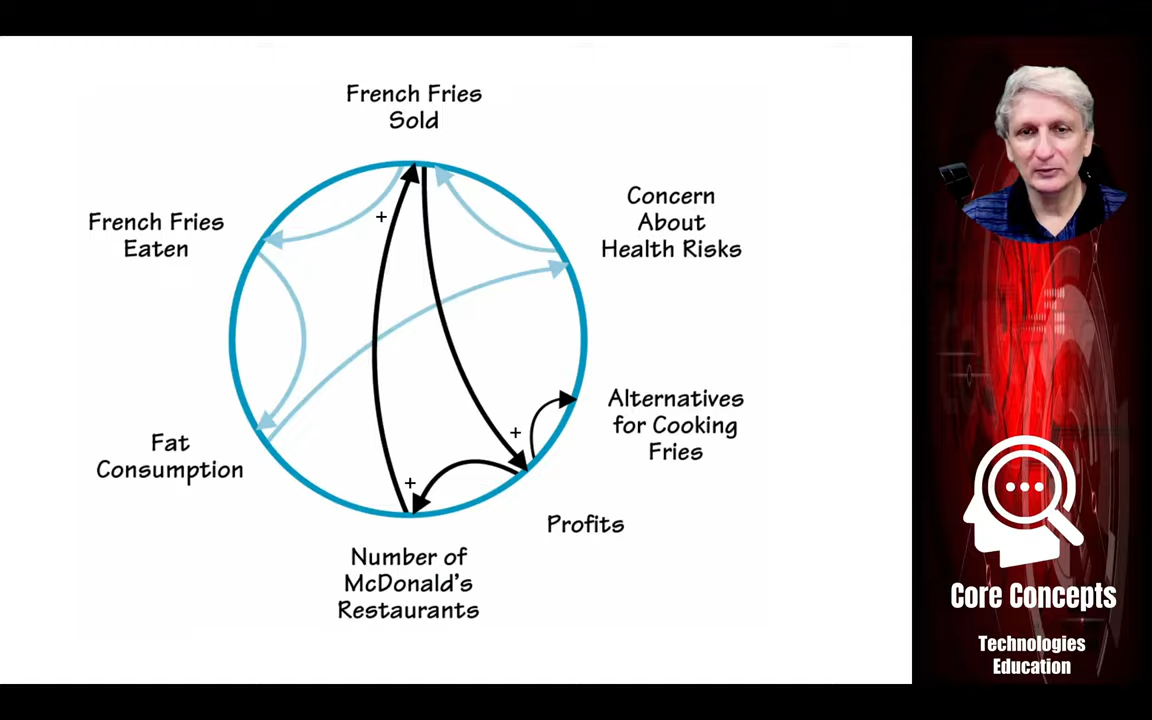 French Fries
Sold
French Fries
Eaten
Concern
About
Health Risks
+
Alternatives
for Cooking
Fries
+
Fat
Consumption
+
Profits
Number of
McDonald's
Restaurants
Core Concepts
Technologies
Education